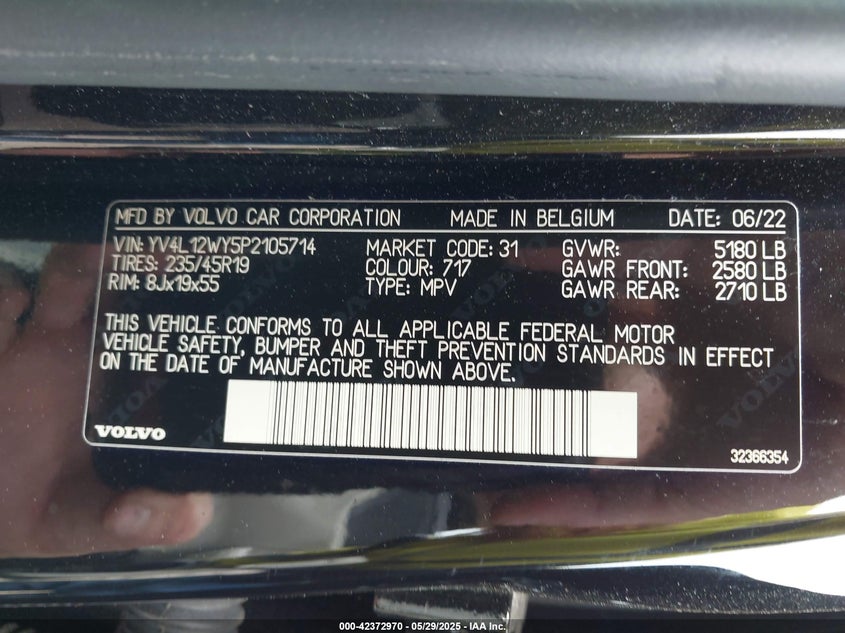 MFD BY VOLVO CAR CORPORATION MADE IN BELGIUM DATE: 06/22
VIN: YV4L12WY5P2105714 MARKET CODE: 31 GVWR: 5180 LB
TIRES: 235/45R19 COLOUR: 717 GAWR FRONT: 2580 LB
RIM: 8Jx19x55 TYPE: MPV GAWR REAR: 2710 LB
THIS VEHICLE CONFORMS TO ALL APPLICABLE FEDERAL MOTOR
VEHICLE SAFETY, BUMPER AND THEFT PREVENTION STANDARDS IN EFFECT
ON THE DATE OF MANUFACTURE SHOWN ABOVE.
VOLVO
32366354
000-42372970 - 05/29/2025 - IAA Inc.